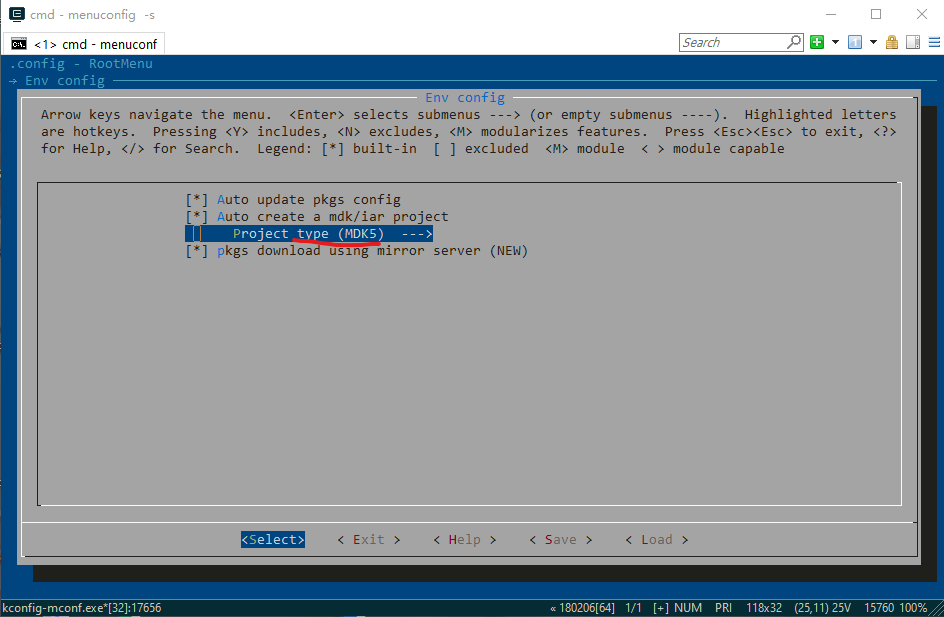 cmd - menuconfig -s
<1> cmd - menuconf
Search
.config - RootMenu
→ Env config
Env config
Arrow keys navigate the menu. <Enter> selects submenus ---> (or empty submenus ----). Highlighted letters
are hotkeys. Pressing <Y> includes, <N> excludes, <M> modularizes features. Press <Esc><Esc> to exit, <?>
for Help, </> for Search. Legend: [*] built-in [ ] excluded <M> module < > module capable
[*] Auto update pkgs config
[*] Auto create a mdk/iar project
Project type (MDK5) --->
[*] pkgs download using mirror server (NEW)
<Select> < Exit > < Help > < Save > < Load >
kconfig-mconf.exe*[32]:17656 « 180206[64] 1/1 [+] NUM PRI 118x32 (25,11) 25V 15760 100%